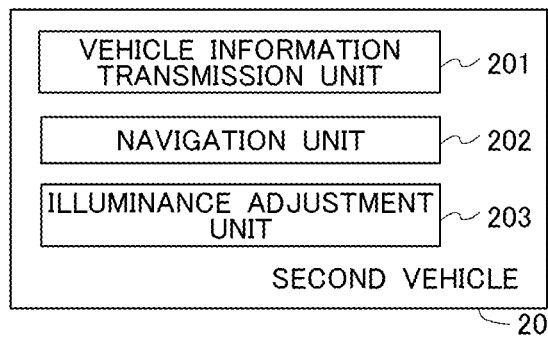 VEHICLE INFORMATION
TRANSMISSION UNIT
201
NAVIGATION UNIT
202
ILLUMINANCE ADJUSTMENT
UNIT
203
SECOND VEHICLE
20